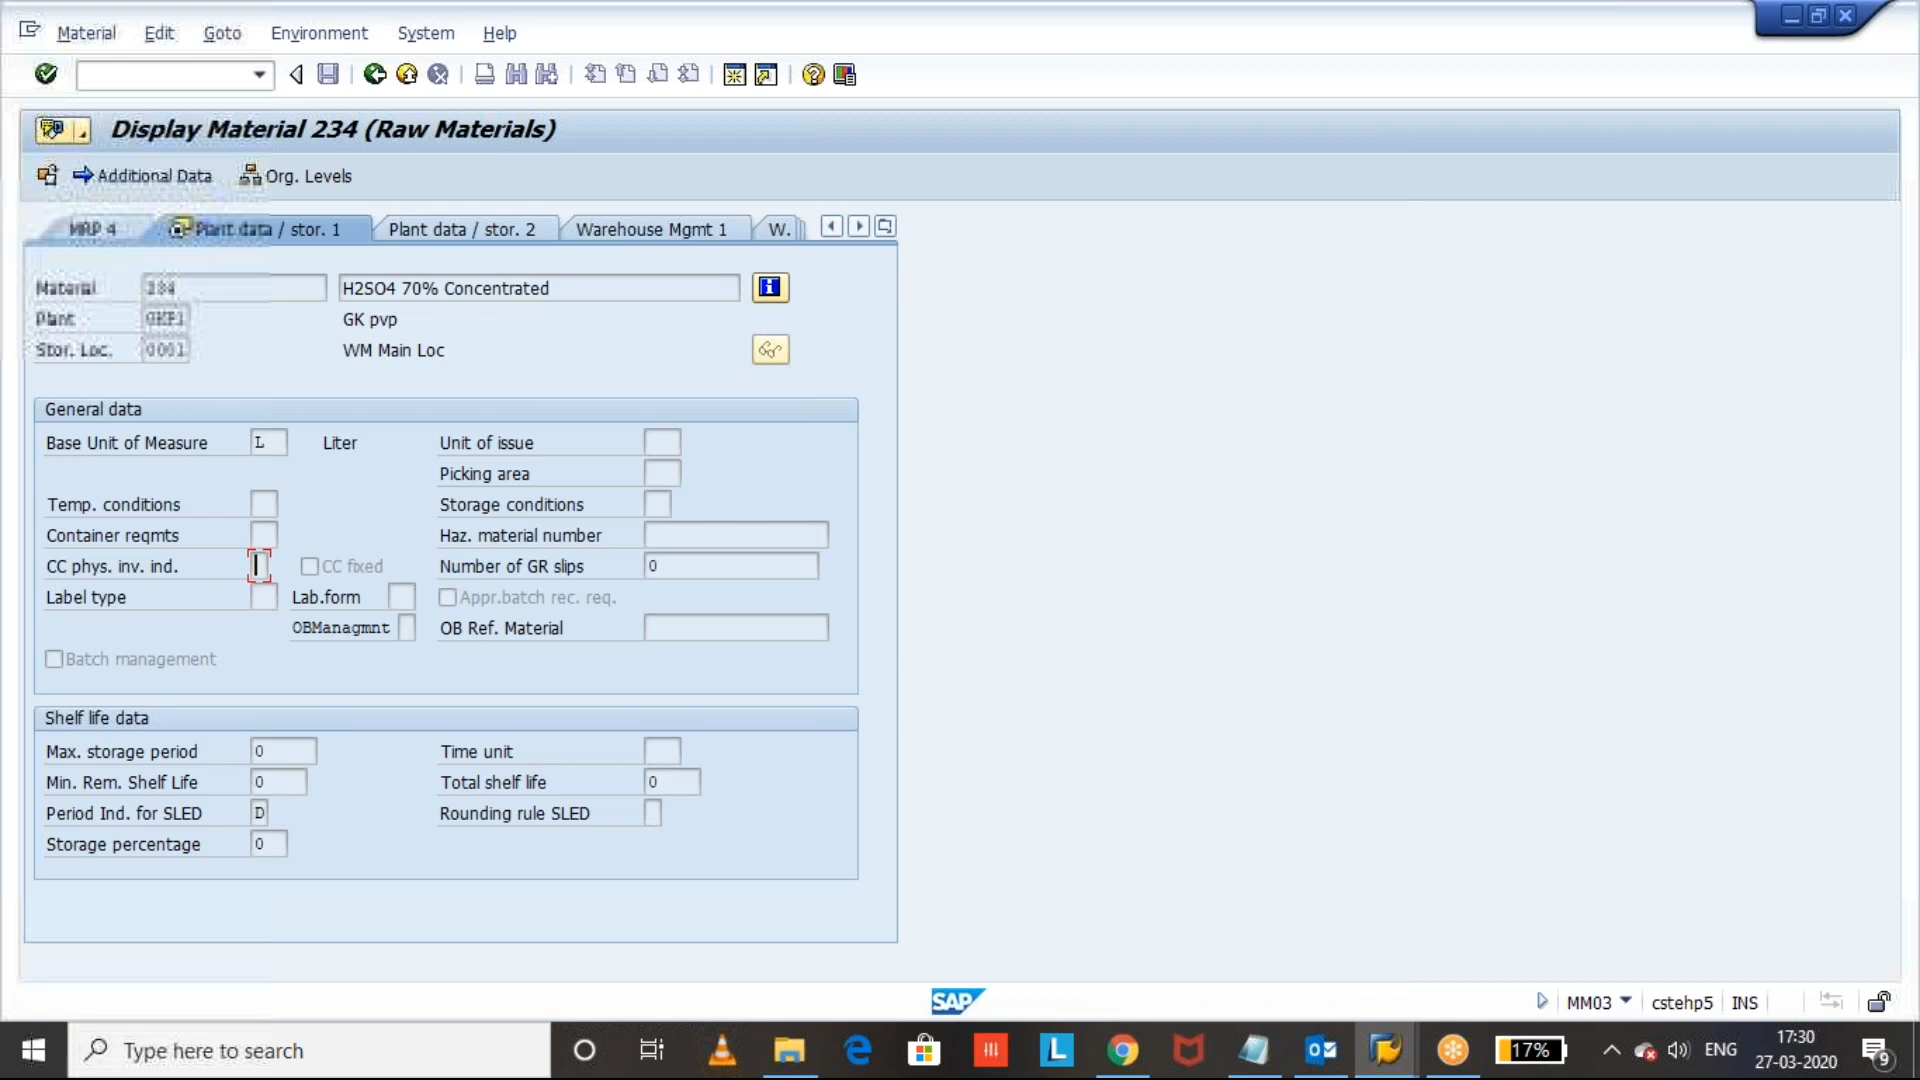 Material Edit Goto Environment System Help
Display Material 234 (Raw Materials)
Additional Data Org. Levels
MRP 4 Plant data / stor. 1 Plant data / stor. 2 Warehouse Mgmt 1 W.
Material 234 H2SO4 70% Concentrated
Plant GKP1 GK pvp
Stor. Loc. 0001 WM Main Loc
General data
Base Unit of Measure L Liter Unit of issue
Picking area
Temp. conditions Storage conditions
Container reqmts Haz. material number
CC phys. inv. ind. CC fixed Number of GR slips 0
Label type Lab.form Appr.batch rec. req.
OBManagmnt OB Ref. Material
Batch management
Shelf life data
Max. storage period 0 Time unit
Min. Rem. Shelf Life 0 Total shelf life 0
Period Ind. for SLED D Rounding rule SLED
Storage percentage 0
SAP MM03 cstehp5 INS
Type here to search 17% ENG 17:30
27-03-2020 9